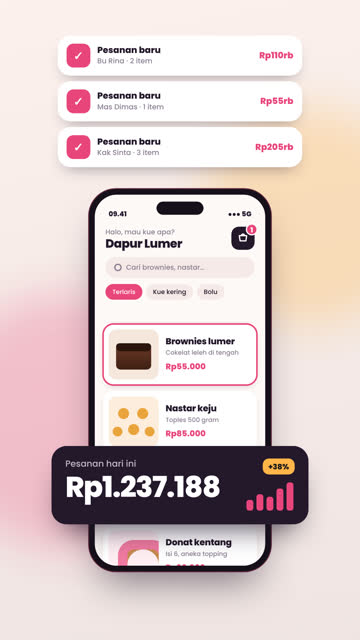 Pesanan baru
Bu Rina · 2 item
Rp110rb
Pesanan baru
Mas Dimas · 1 item
Rp55rb
Pesanan baru
Kak Sinta · 3 item
Rp205rb
09.41
5G
Halo, mau kue apa?
Dapur Lumer
1
Cari brownies, nastar...
Terlaris
Kue kering
Bolu
Brownies lumer
Cokelat leleh di tengah
Rp55.000
Nastar keju
Toples 500 gram
Rp85.000
Pesanan hari ini
+38%
Rp1.237.188
Donat kentang
Isi 6, aneka topping